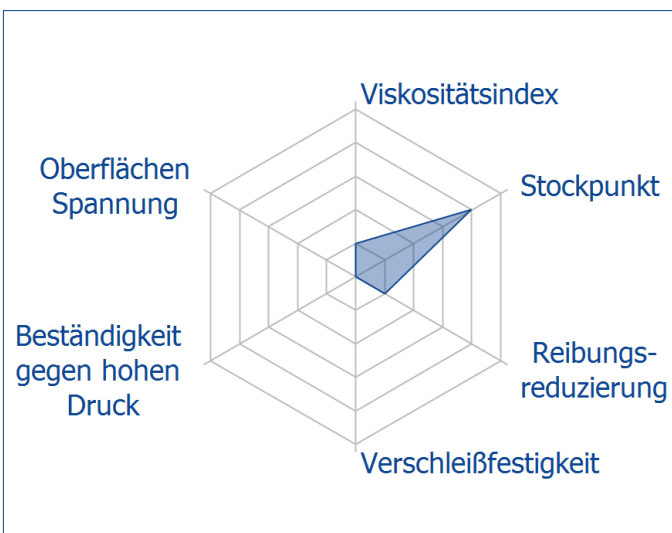 Viskositätsindex
Oberflächen
Spannung
Stockpunkt
Beständigkeit
gegen hohen
Druck
Reibungs-
reduzierung
Verschleißfestigkeit